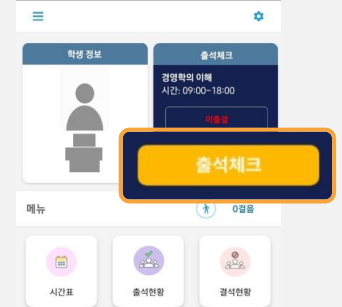 학생 정보
출석체크
경영학의 이해
시간: 09:00~18:00
미출결
출석체크
메뉴
0걸음
시간표
출석현황
결석현황